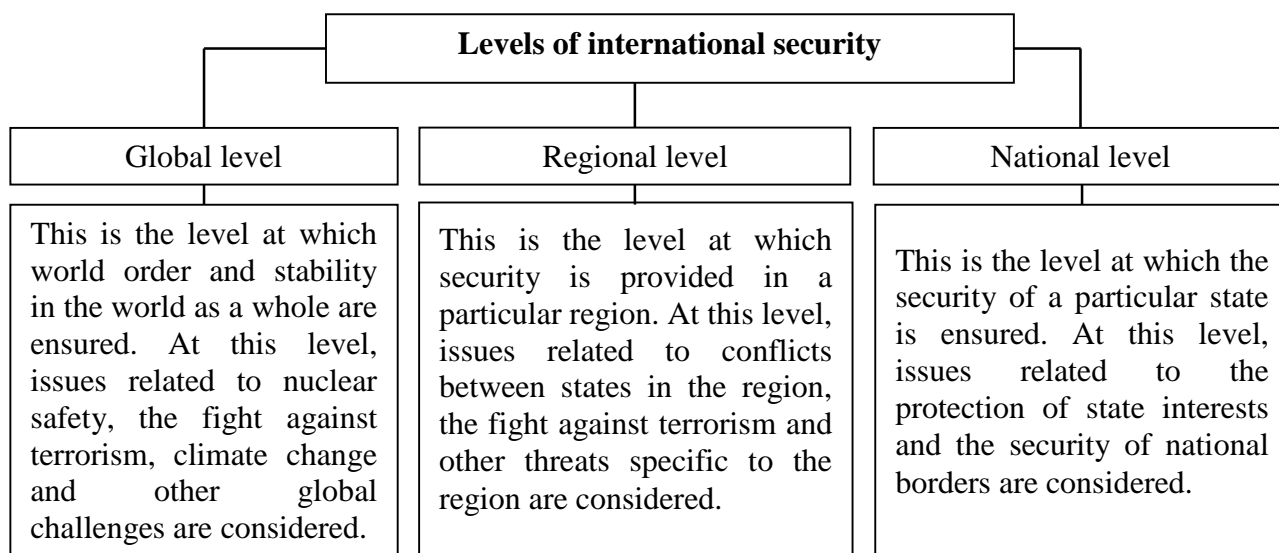 Levels of international security
Global level
Regional level
National level
This is the level at which
world order and stability
in the world as a whole are
ensured. At this level,
issues related to nuclear
safety, the fight against
terrorism, climate change
and other global
challenges are considered.
This is the level at which
security is provided in a
particular region. At this level,
issues related to conflicts
between states in the region,
the fight against terrorism and
other threats specific to the
region are considered.
This is the level at which the
security of a particular state
is ensured. At this level,
issues related to the
protection of state interests
and the security of national
borders are considered.